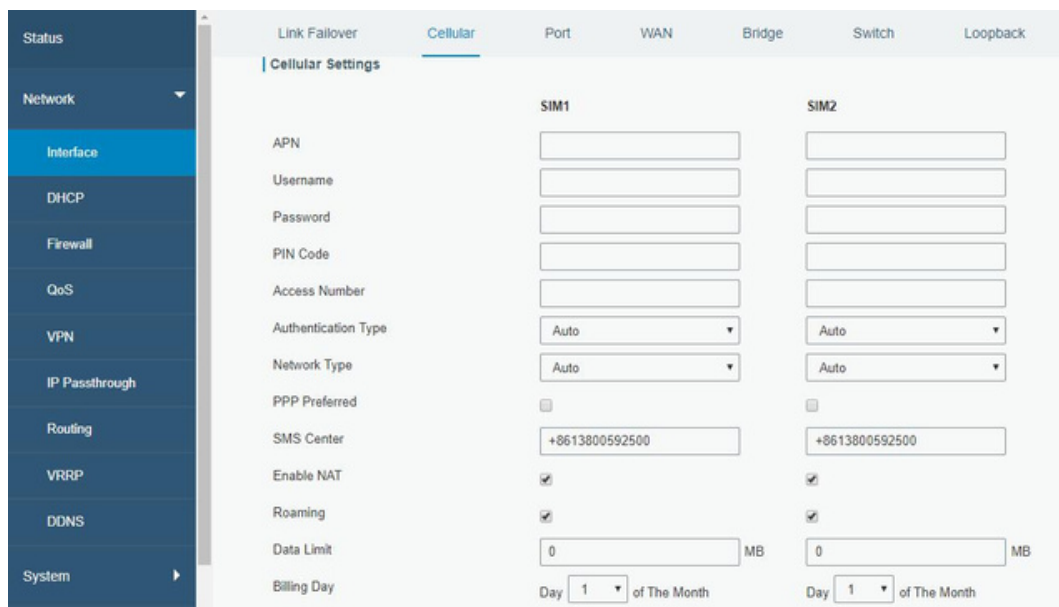 Status
Network
Interface
DHCP
Firewall
QoS
VPN
IP Passthrough
Routing
VRRP
DDNS
System
Link Failover Cellular Port WAN Bridge Switch Loopback
Cellular Settings
SIM1 SIM2
APN
Username
Password
PIN Code
Access Number
Authentication Type Auto Auto
Network Type Auto Auto
PPP Preferred
SMS Center +8613800592500 +8613800592500
Enable NAT
Roaming
Data Limit 0 MB 0 MB
Billing Day Day 1 of The Month Day 1 of The Month